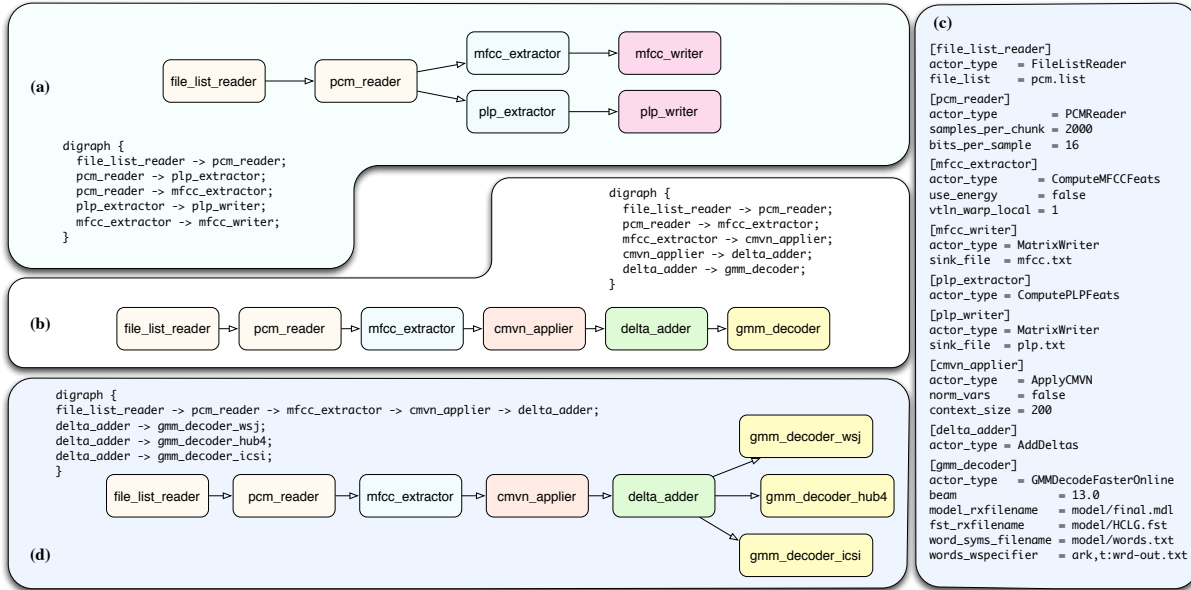 (a)
file_list_reader
pcm_reader
mfcc_extractor
mfcc_writer
plp_extractor
plp_writer
digraph {
file_list_reader -> pcm_reader;
pcm_reader -> plp_extractor;
pcm_reader -> mfcc_extractor;
plp_extractor -> plp_writer;
mfcc_extractor -> mfcc_writer;
}
digraph {
file_list_reader -> pcm_reader;
pcm_reader -> mfcc_extractor;
mfcc_extractor -> cmvn_applier;
cmvn_applier -> delta_adder;
delta_adder -> gmm_decoder;
}
(b)
file_list_reader
pcm_reader
mfcc_extractor
cmvn_applier
delta_adder
gmm_decoder
digraph {
file_list_reader -> pcm_reader -> mfcc_extractor -> cmvn_applier -> delta_adder;
delta_adder -> gmm_decoder_wsj;
delta_adder -> gmm_decoder_hub4;
delta_adder -> gmm_decoder_icsi;
}
file_list_reader
pcm_reader
mfcc_extractor
cmvn_applier
delta_adder
gmm_decoder_wsj
gmm_decoder_hub4
gmm_decoder_icsi
(d)
(c)
[file_list_reader]
actor_type = FileListReader
file_list = pcm.list
[pcm_reader]
actor_type = PCMReader
samples_per_chunk = 2000
bits_per_sample = 16
[mfcc_extractor]
actor_type = ComputeMFCCFeats
use_energy = false
vtln_warp_local = 1
[mfcc_writer]
actor_type = MatrixWriter
sink_file = mfcc.txt
[plp_extractor]
actor_type = ComputePLPFeats
[plp_writer]
actor_type = MatrixWriter
sink_file = plp.txt
[cmvn_applier]
actor_type = ApplyCMVN
norm_vars = false
context_size = 200
[delta_adder]
actor_type = AddDeltas
[gmm_decoder]
actor_type = GMMDecodeFasterOnline
beam = 13.0
model_rxfilename = model/final.mdl
fst_rxfilename = model/HCLG.fst
word_syms_filename = model/words.txt
words_wspecifier = ark,t:wrd-out.txt